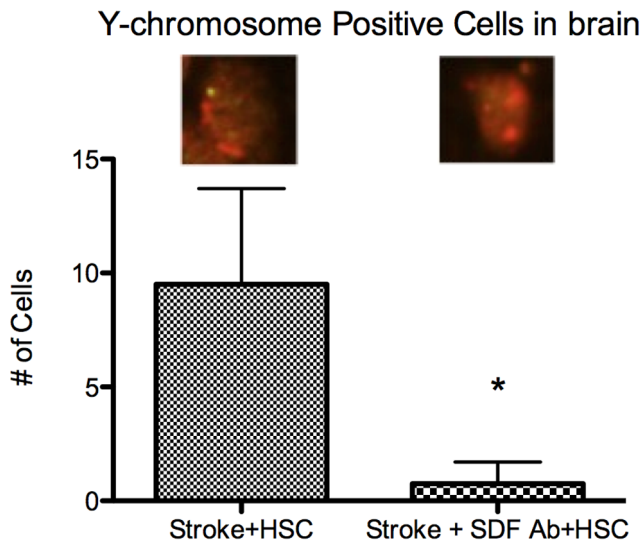 Y-chromosome Positive Cells in brain
15
10
5
0
# of Cells
*
Stroke+HSC
Stroke + SDF Ab+HSC